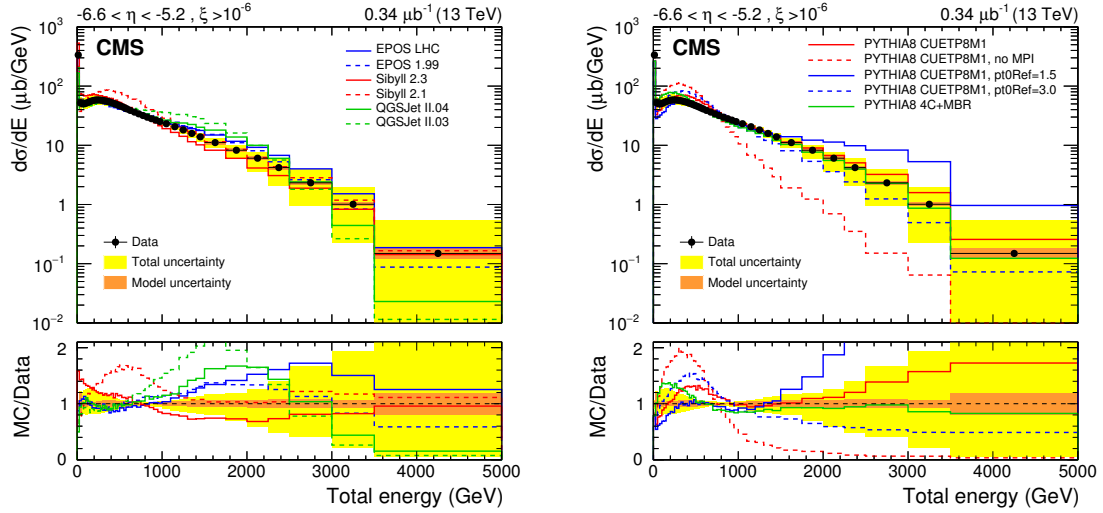 -6.6 < η < -5.2 , ξ >10⁻⁶ 0.34 μb⁻¹ (13 TeV)
CMS
EPOS LHC
EPOS 1.99
Sibyll 2.3
Sibyll 2.1
QGSJet II.04
QGSJet II.03
Data
Total uncertainty
Model uncertainty
dσ/dE (μb/GeV)
10³
10²
10
1
10⁻¹
10⁻²
MC/Data
2
1
0
0 1000 2000 3000 4000 5000
Total energy (GeV)
-6.6 < η < -5.2 , ξ >10⁻⁶ 0.34 μb⁻¹ (13 TeV)
CMS
PYTHIA8 CUETP8M1
PYTHIA8 CUETP8M1, no MPI
PYTHIA8 CUETP8M1, pt0Ref=1.5
PYTHIA8 CUETP8M1, pt0Ref=3.0
PYTHIA8 4C+MBR
Data
Total uncertainty
Model uncertainty
dσ/dE (μb/GeV)
10³
10²
10
1
10⁻¹
10⁻²
MC/Data
2
1
0
0 1000 2000 3000 4000 5000
Total energy (GeV)